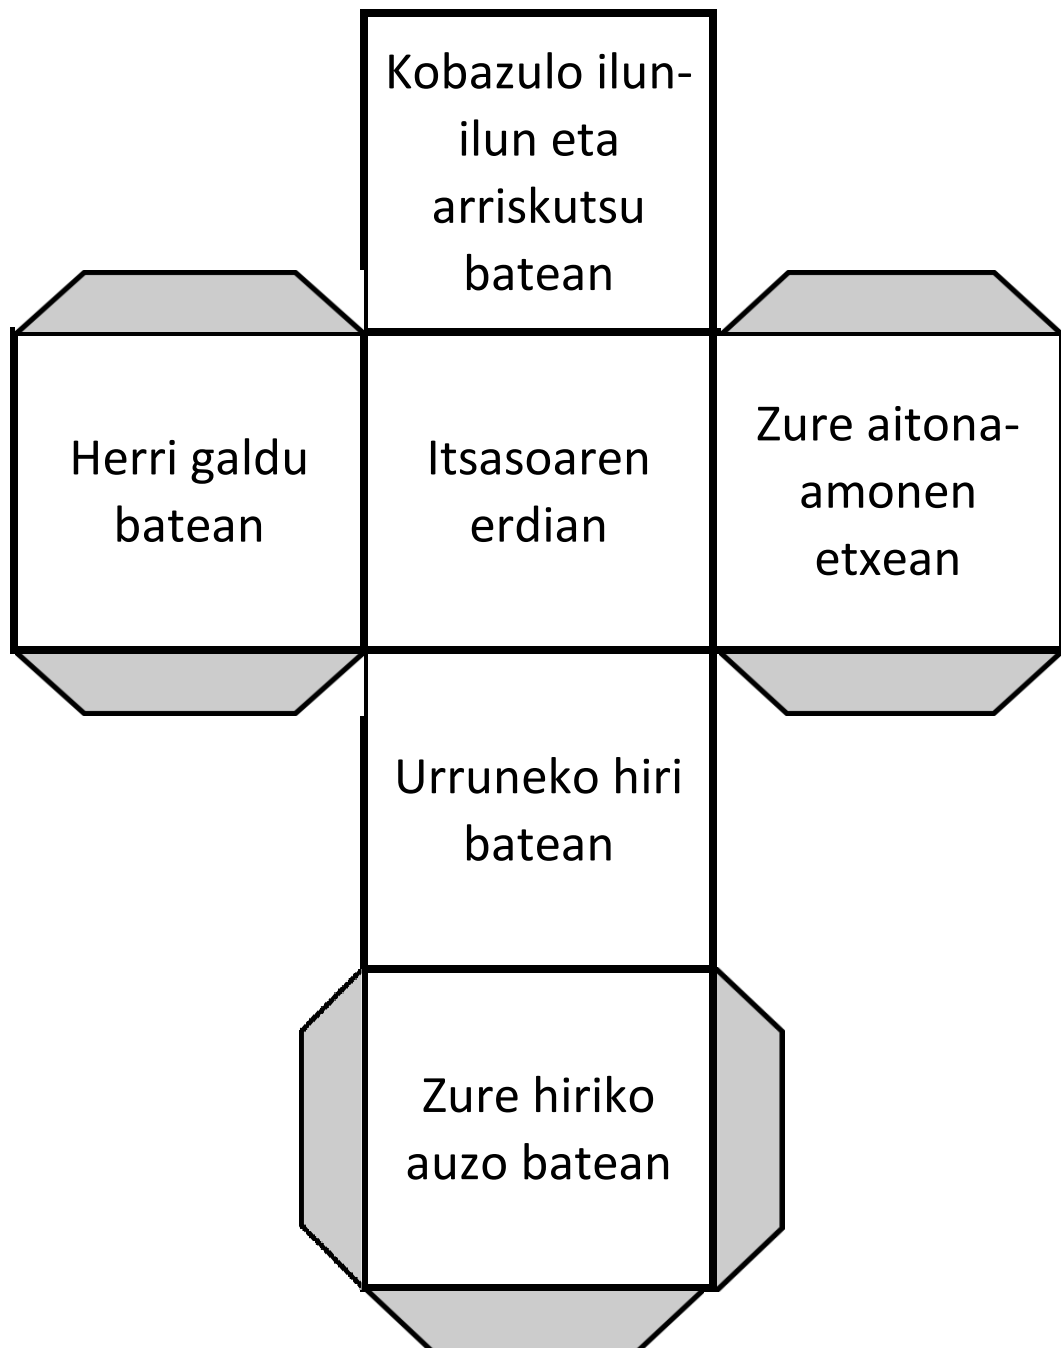 Kobazulo ilun-
ilun eta
arriskutsu
batean
Herri galdu
batean
Itsasoaren
erdian
Zure aitona-
amonen
etxean
Urruneko hiri
batean
Zure hiriko
auzo batean